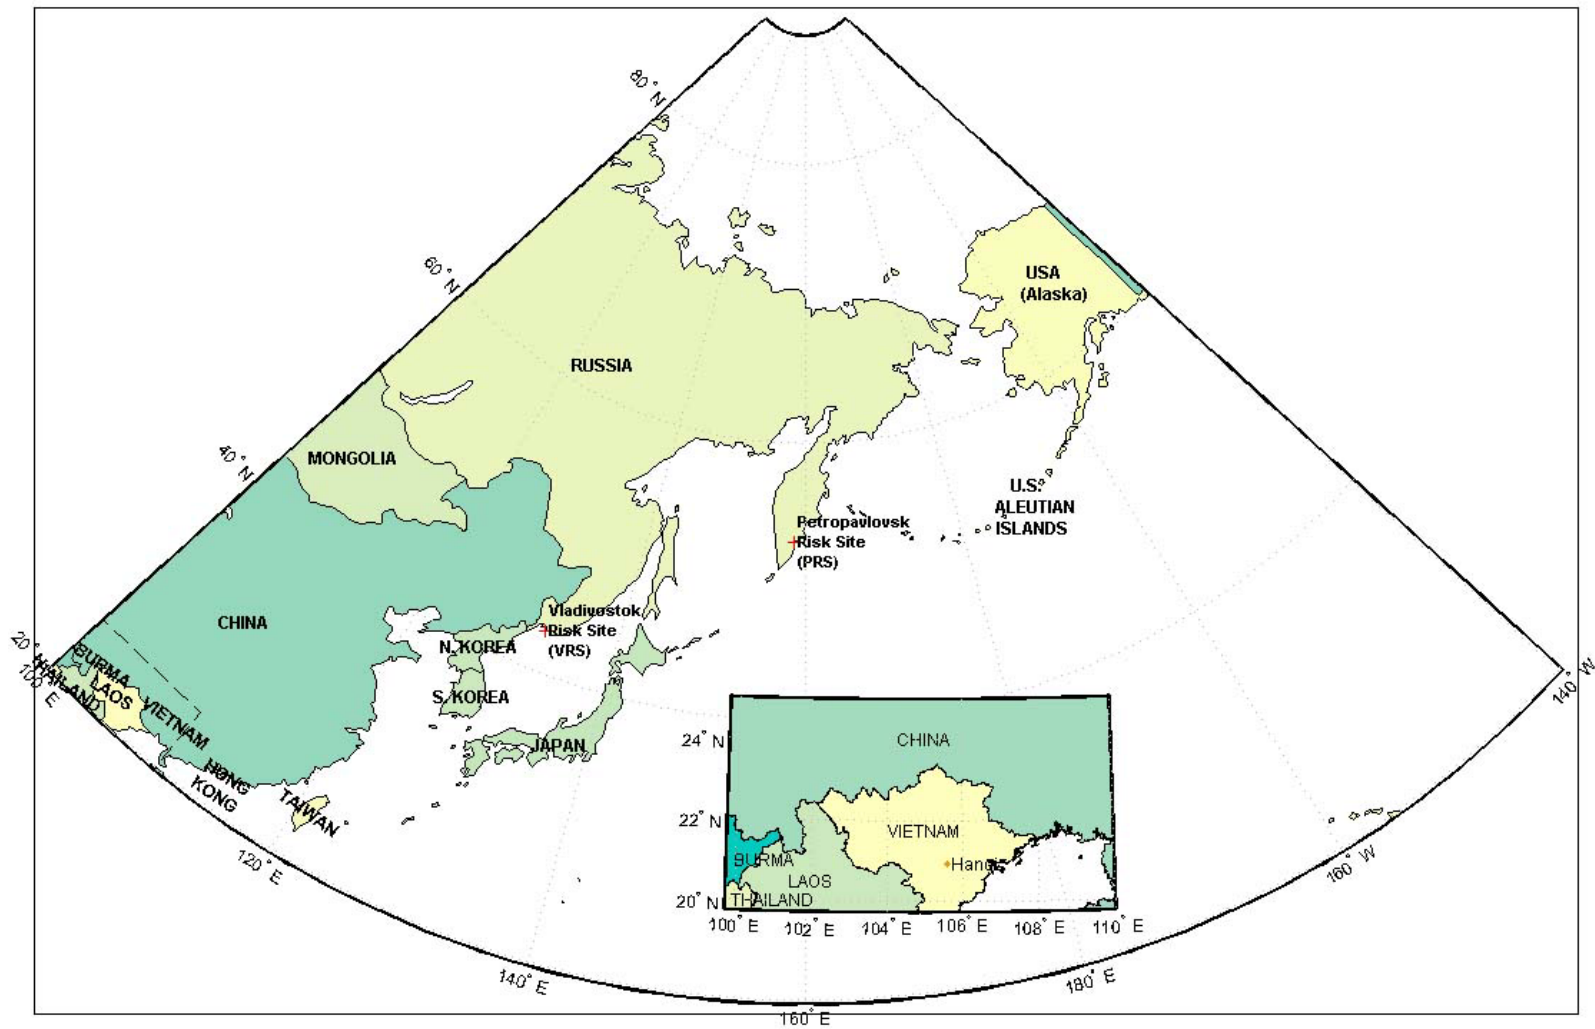 80° N
60° N
USA
(Alaska)
RUSSIA
40° N
MONGOLIA
U.S.
ALEUTIAN
ISLANDS
Petropavlovsk
Risk Site
(PRS)
CHINA
Vladivostok
Risk Site
(VRS)
N. KOREA
S. KOREA
JAPAN
20° N
100° E
BURMA
THAILAND
LAOS
VIETNAM
HONG
KONG
TAIWAN
120° E
140° E
160° E
180° E
160° W
140° W
24° N
22° N
20° N
CHINA
VIETNAM
Hanoi
BURMA
LAOS
THAILAND
100° E
102° E
104° E
106° E
108° E
110° E